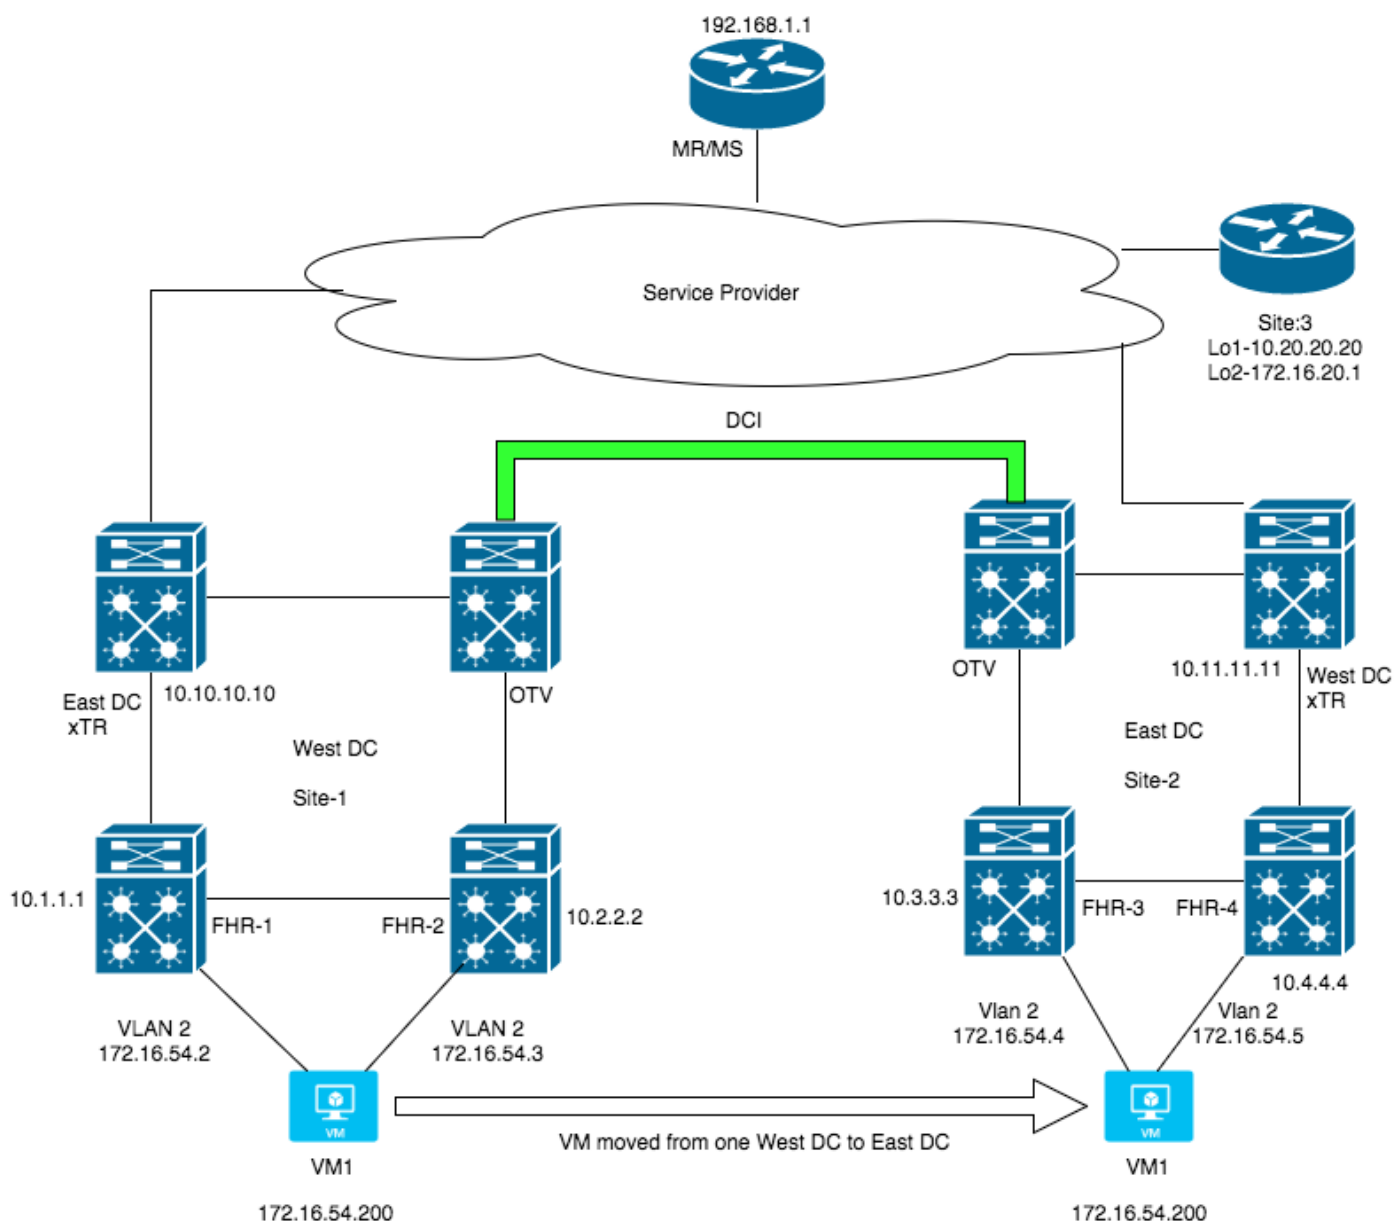 192.168.1.1
MR/MS
Service Provider
Site:3
Lo1-10.20.20.20
Lo2-172.16.20.1
DCI
East DC
xTR
10.10.10.10
OTV
West DC
Site-1
OTV
10.11.11.11
West DC
xTR
East DC
Site-2
10.1.1.1
FHR-1
FHR-2
10.2.2.2
10.3.3.3
FHR-3
FHR-4
10.4.4.4
VLAN 2
172.16.54.2
VLAN 2
172.16.54.3
Vlan 2
172.16.54.4
Vlan 2
172.16.54.5
VM
VM
VM moved from one West DC to East DC
VM1
172.16.54.200
VM1
172.16.54.200